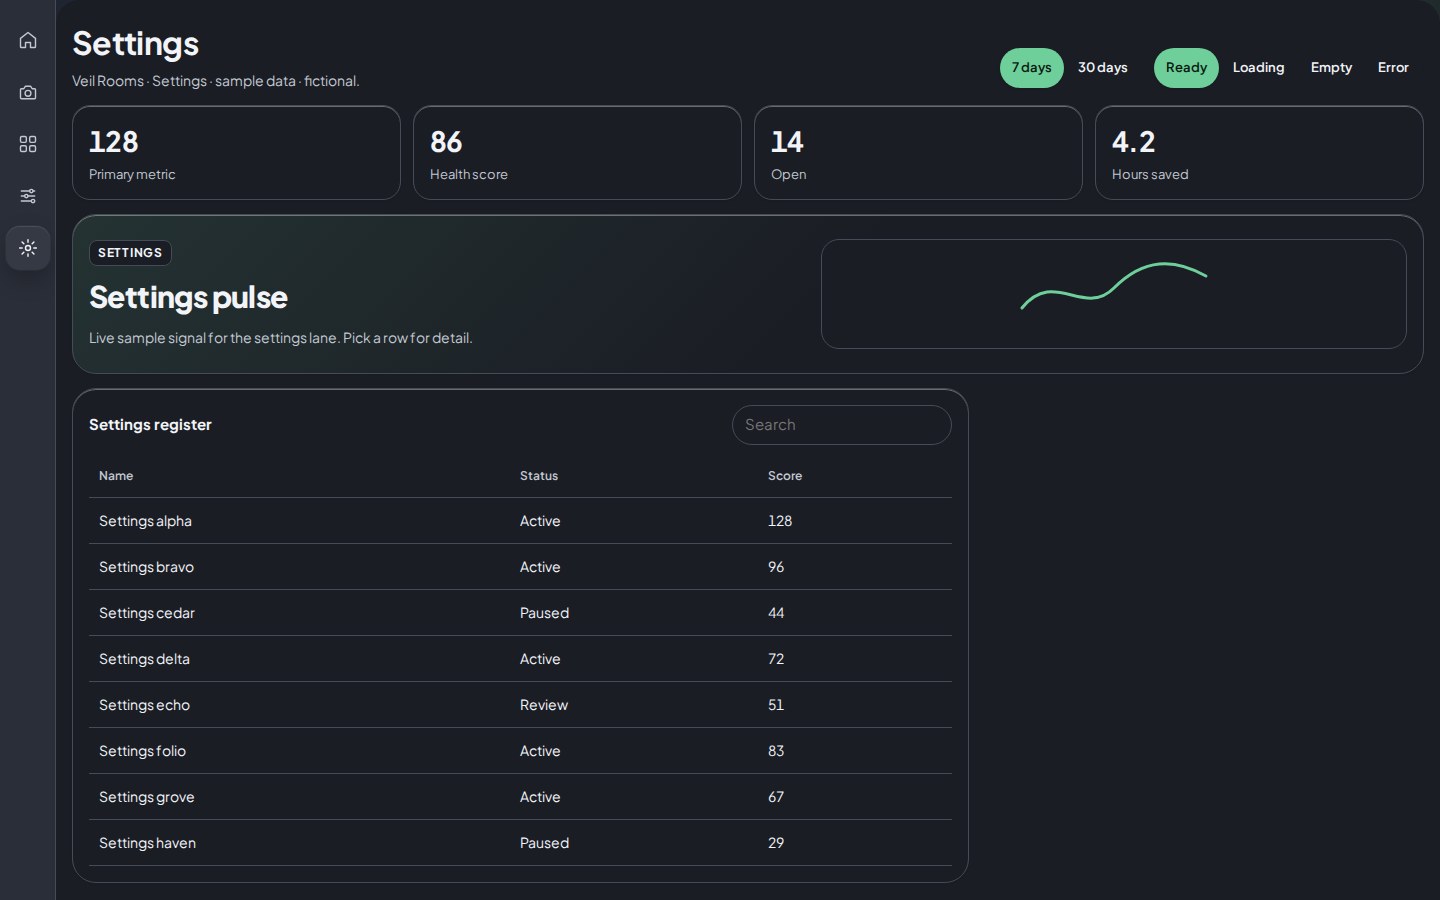 Settings
Veil Rooms · Settings · sample data · fictional.
7 days 30 days Ready Loading Empty Error
128 86 14 4.2
Primary metric Health score Open Hours saved
SETTINGS
Settings pulse
Live sample signal for the settings lane. Pick a row for detail.
Settings register Search
Name Status Score
Settings alpha Active 128
Settings bravo Active 96
Settings cedar Paused 44
Settings delta Active 72
Settings echo Review 51
Settings folio Active 83
Settings grove Active 67
Settings haven Paused 29